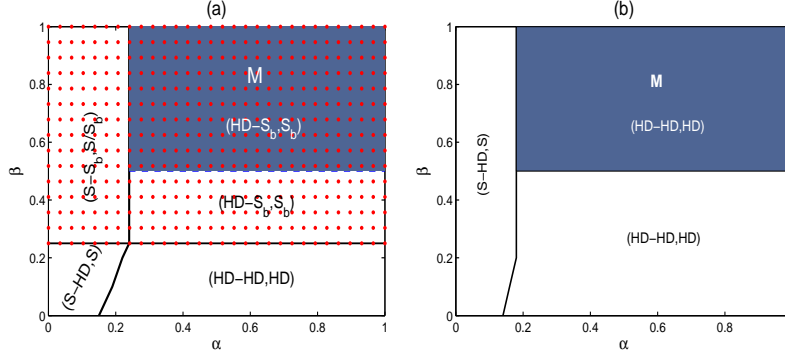 (a)
1
0.8
0.6
0.4
0.2
0
β
M
(HD−S_b,S_b)
(HD−S_b,S_b)
(S−S_b,S/S_b)
(S−HD,S)
(HD−HD,HD)
0 0.2 0.4 0.6 0.8 1
α
(b)
1
0.8
0.6
0.4
0.2
0
β
M
(HD−HD,HD)
(S−HD,S)
(HD−HD,HD)
0 0.2 0.4 0.6 0.8
α